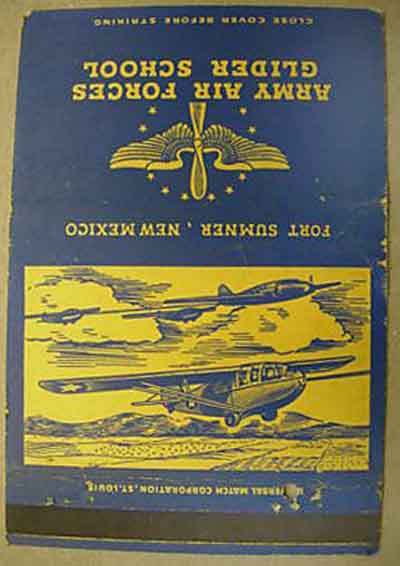 MATCH CORPORATION, ST. LOUIS
FORT SUMNER, NEW MEXICO
ARMY AIR FORCES
GLIDER SCHOOL
CLOSE COVER BEFORE STRIKING